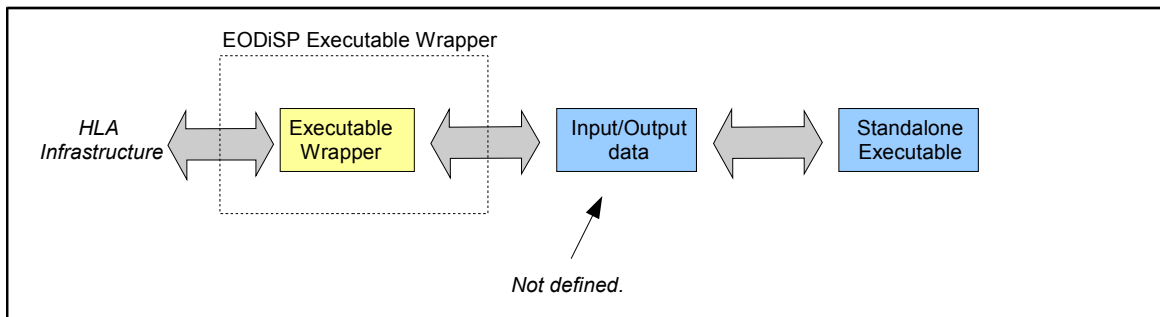 EODiSP Executable Wrapper
HLA
Infrastructure
Executable
Wrapper
Input/Output
data
Standalone
Executable
Not defined.